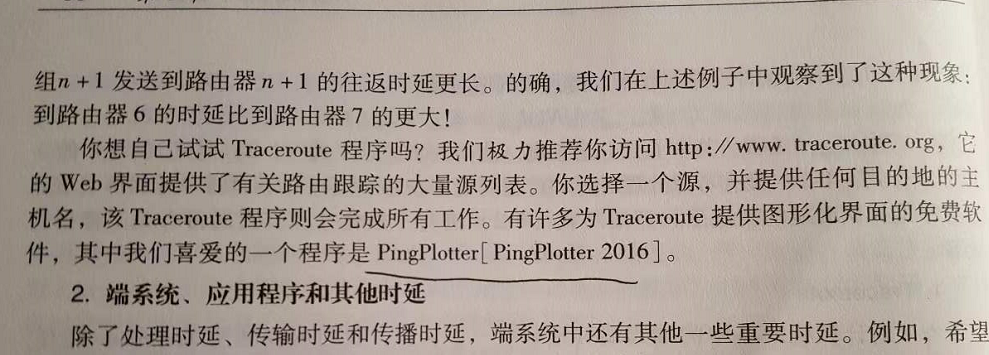 组n+1 发送到路由器n+1 的往返时延更长。的确，我们在上述例子中观察到了这种现象：
到路由器 6 的时延比到路由器 7 的更大！
你想自己试试 Traceroute 程序吗？我们极力推荐你访问 http://www. traceroute. org，它
的 Web 界面提供了有关路由跟踪的大量源列表。你选择一个源，并提供任何目的地的主
机名，该 Traceroute 程序则会完成所有工作。有许多为 Traceroute 提供图形化界面的免费软
件，其中我们喜爱的一个程序是 PingPlotter[ PingPlotter 2016]。
2. 端系统、应用程序和其他时延
除了处理时延、传输时延和传播时延，端系统中还有其他一些重要时延。例如，希望